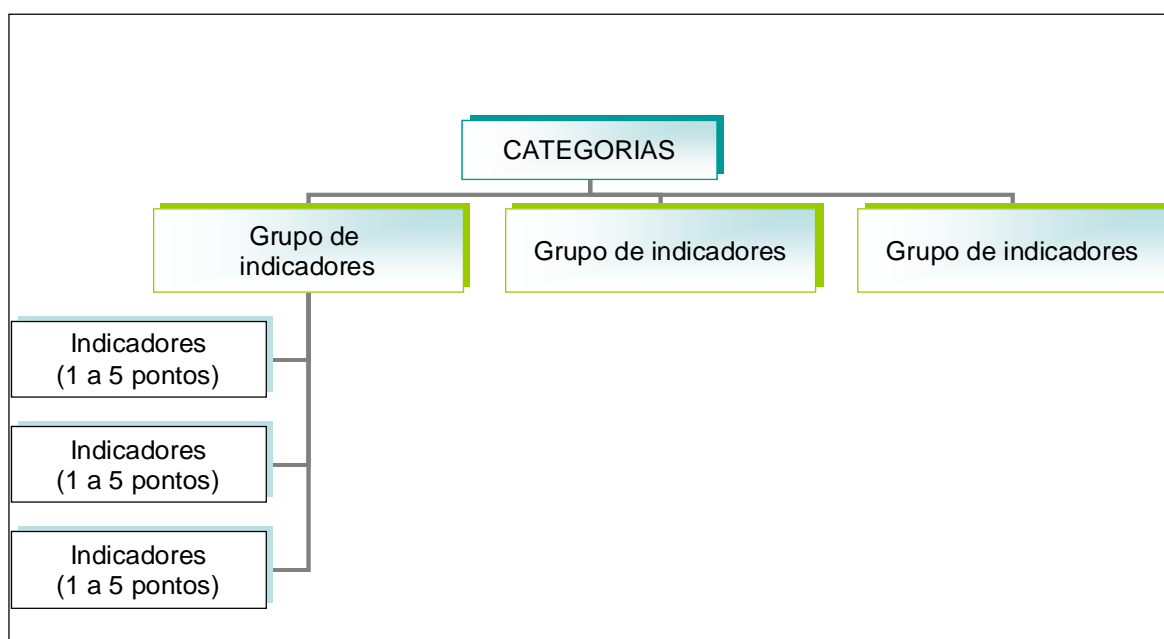 CATEGORIAS
Grupo de
indicadores
Grupo de indicadores
Grupo de indicadores
Indicadores
(1 a 5 pontos)
Indicadores
(1 a 5 pontos)
Indicadores
(1 a 5 pontos)